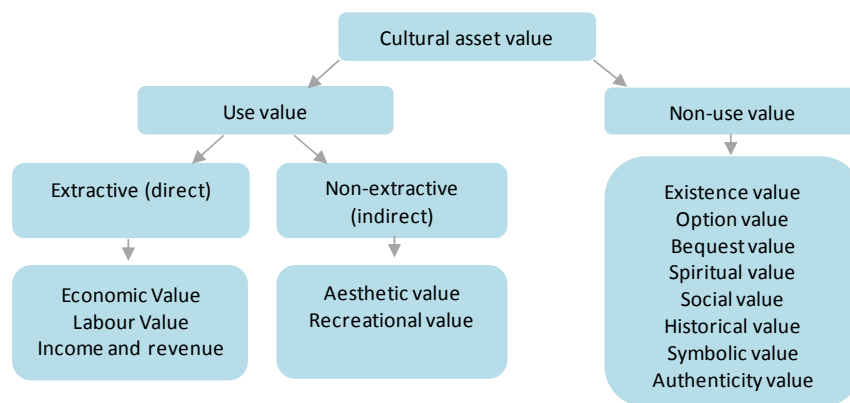 Cultural asset value
Use value
Non-use value
Extractive (direct)
Non-extractive
(indirect)
Economic Value
Labour Value
Income and revenue
Aesthetic value
Recreational value
Existence value
Option value
Bequest value
Spiritual value
Social value
Historical value
Symbolic value
Authenticity value